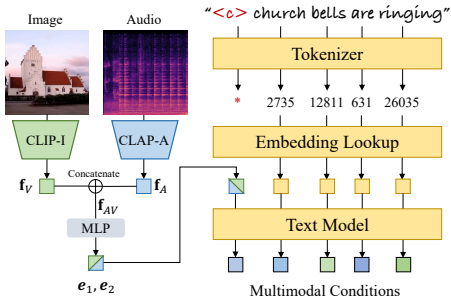 Image
Audio
"<c> church bells are ringing"
Tokenizer
* 2735 12811 631 26035
CLIP-I
CLAP-A
Embedding Lookup
Concatenate
f_V
f_A
f_AV
MLP
Text Model
e_1, e_2
Multimodal Conditions